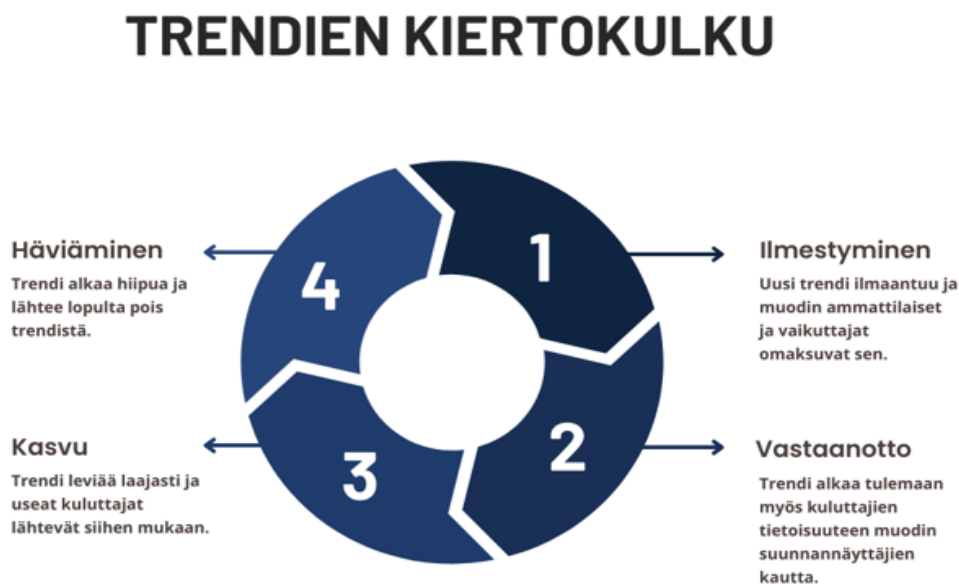 TRENDIEN KIERTOKULKU
1
Ilmestyminen
Uusi trendi ilmaantuu ja
muodin ammattilaiset
ja vaikuttajat
omaksuvat sen.
2
Vastaanotto
Trendi alkaa tulemaan
myös kuluttajien
tietoisuuteen muodin
suunnannäyttäjien
kautta.
3
Kasvu
Trendi leviää laajasti ja
useat kuluttajat
lähtevät siihen mukaan.
4
Häviäminen
Trendi alkaa hiipua ja
lähtee lopulta pois
trendistä.